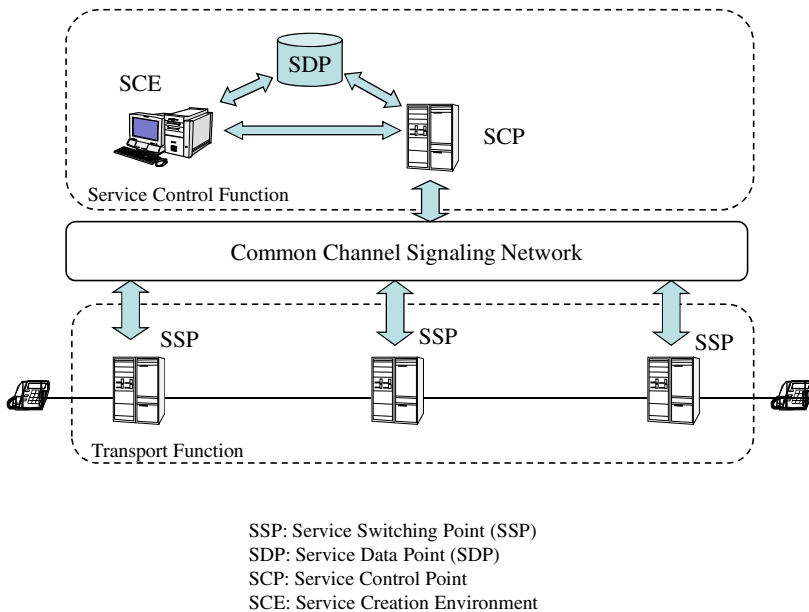 SDP
SCE
SCP
Service Control Function
Common Channel Signaling Network
SSP
SSP
SSP
Transport Function
SSP: Service Switching Point (SSP)
SDP: Service Data Point (SDP)
SCP: Service Control Point
SCE: Service Creation Environment